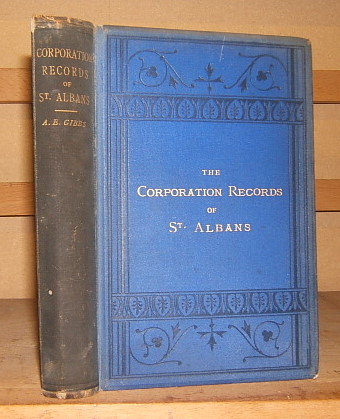 CORPORATION
RECORDS
OF
ST. ALBANS
A. E. GIBBS
THE
CORPORATION RECORDS
OF
ST. ALBANS